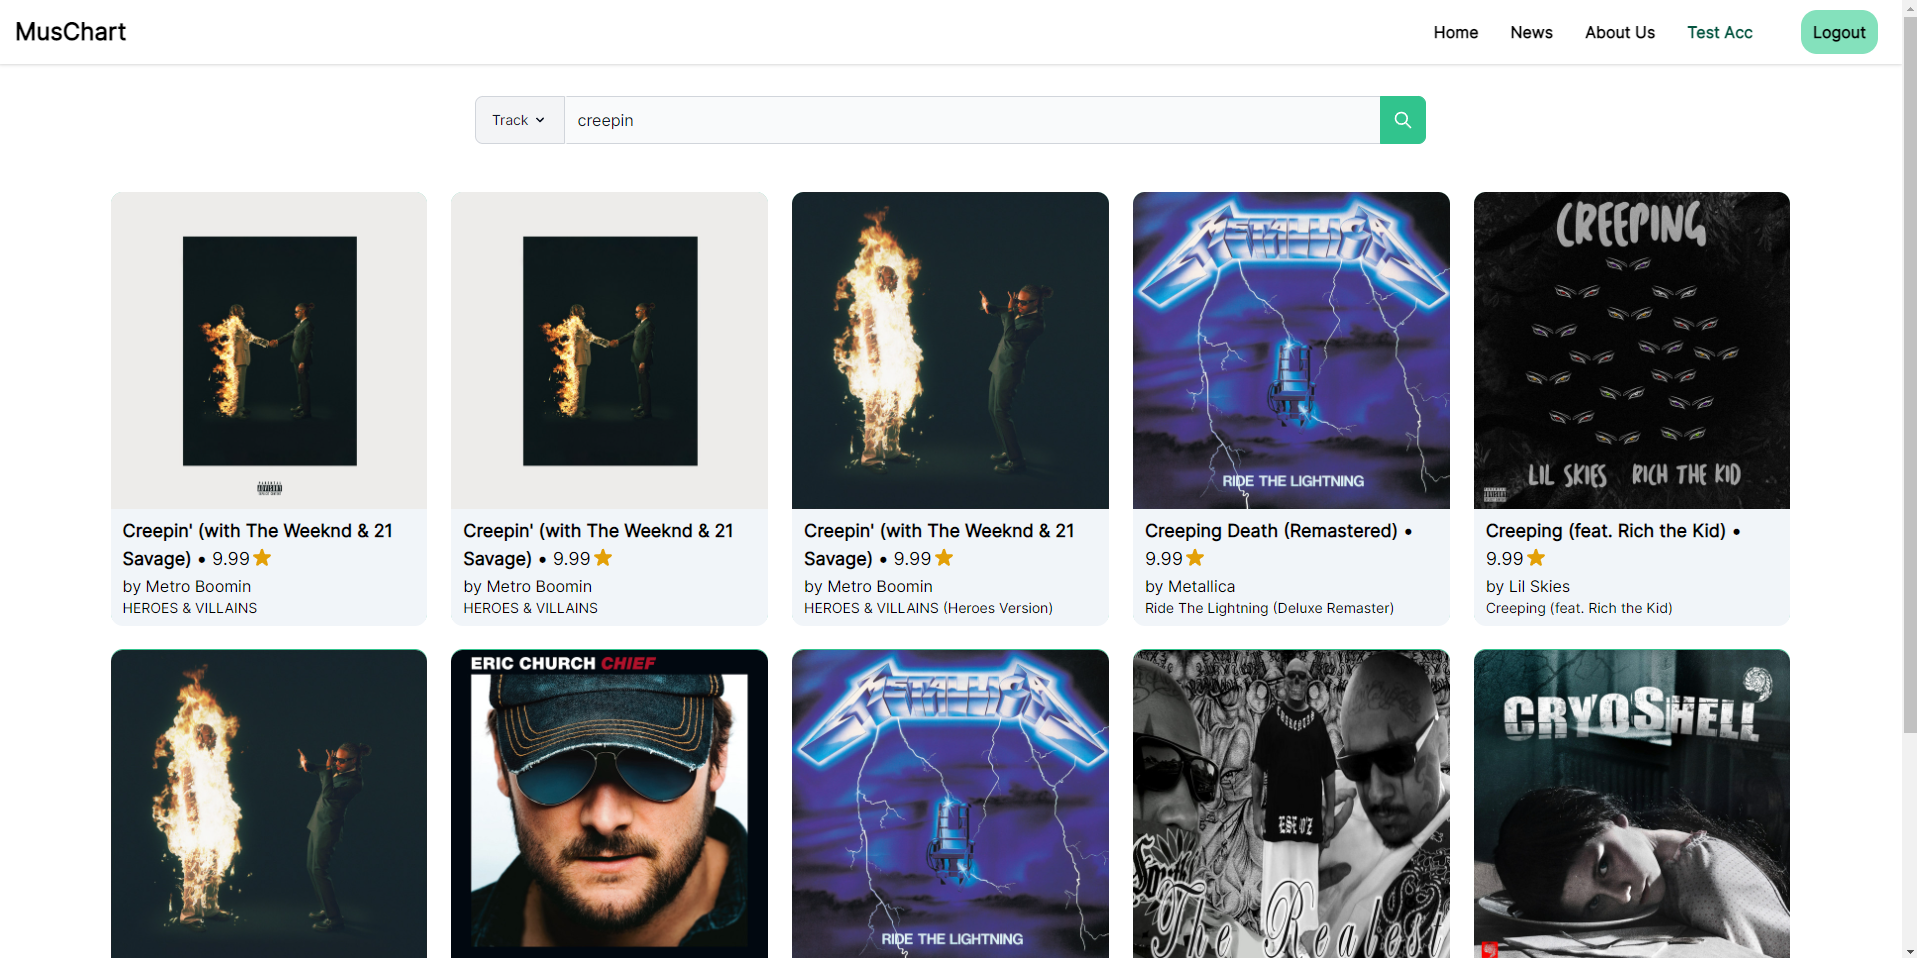 MusChart
Home News About Us Test Acc Logout
Track creepin
METALLICA
RIDE THE LIGHTNING
CREEPING
LIL SKIES RICH THE KID
Creepin' (with The Weeknd & 21
Savage) • 9.99
by Metro Boomin
HEROES & VILLAINS
Creepin' (with The Weeknd & 21
Savage) • 9.99
by Metro Boomin
HEROES & VILLAINS
Creepin' (with The Weeknd & 21
Savage) • 9.99
by Metro Boomin
HEROES & VILLAINS (Heroes Version)
Creeping Death (Remastered) •
9.99
by Metallica
Ride The Lightning (Deluxe Remaster)
Creeping (feat. Rich the Kid) •
9.99
by Lil Skies
Creeping (feat. Rich the Kid)
ERIC CHURCH CHIEF
METALLICA
RIDE THE LIGHTNING
ESE 40'Z
The Realest
CRYOSHELL